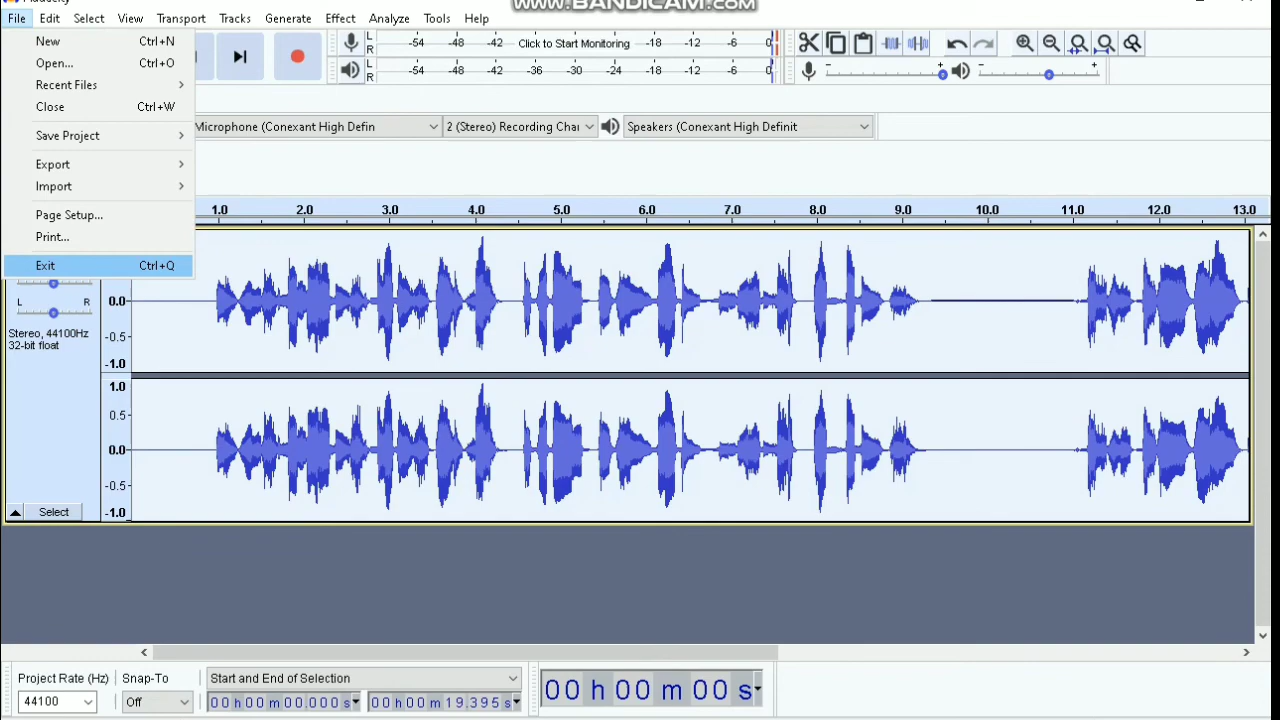 www.BANDICAM.com
File Edit Select View Transport Tracks Generate Effect Analyze Tools Help
New Ctrl+N
Open... Ctrl+O
Recent Files
Close Ctrl+W
Save Project
Export
Import
Page Setup...
Print...
Exit Ctrl+Q
L
R
-54 -48 -42 Click to Start Monitoring -18 -12 -6 0
L
R
-54 -48 -42 -36 -30 -24 -18 -12 -6 0
- +
- +
Microphone (Conexant High Defin
2 (Stereo) Recording Chai
Speakers (Conexant High Definit
1.0 2.0 3.0 4.0 5.0 6.0 7.0 8.0 9.0 10.0 11.0 12.0 13.0
L R
Stereo, 44100Hz
32-bit float
0.0
-0.5
-1.0
1.0
0.5
0.0
-0.5
-1.0
Select
Project Rate (Hz)
44100
Snap-To
Off
Start and End of Selection
00 h 00 m 00.000 s
00 h 00 m 19.395 s
00 h 00 m 00 s